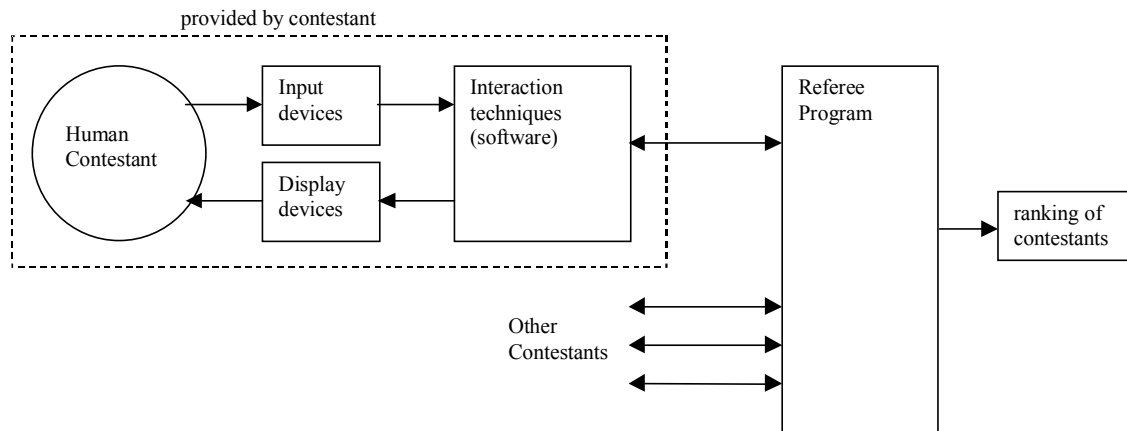 provided by contestant
Human
Contestant
Input
devices
Display
devices
Interaction
techniques
(software)
Referee
Program
ranking of
contestants
Other
Contestants